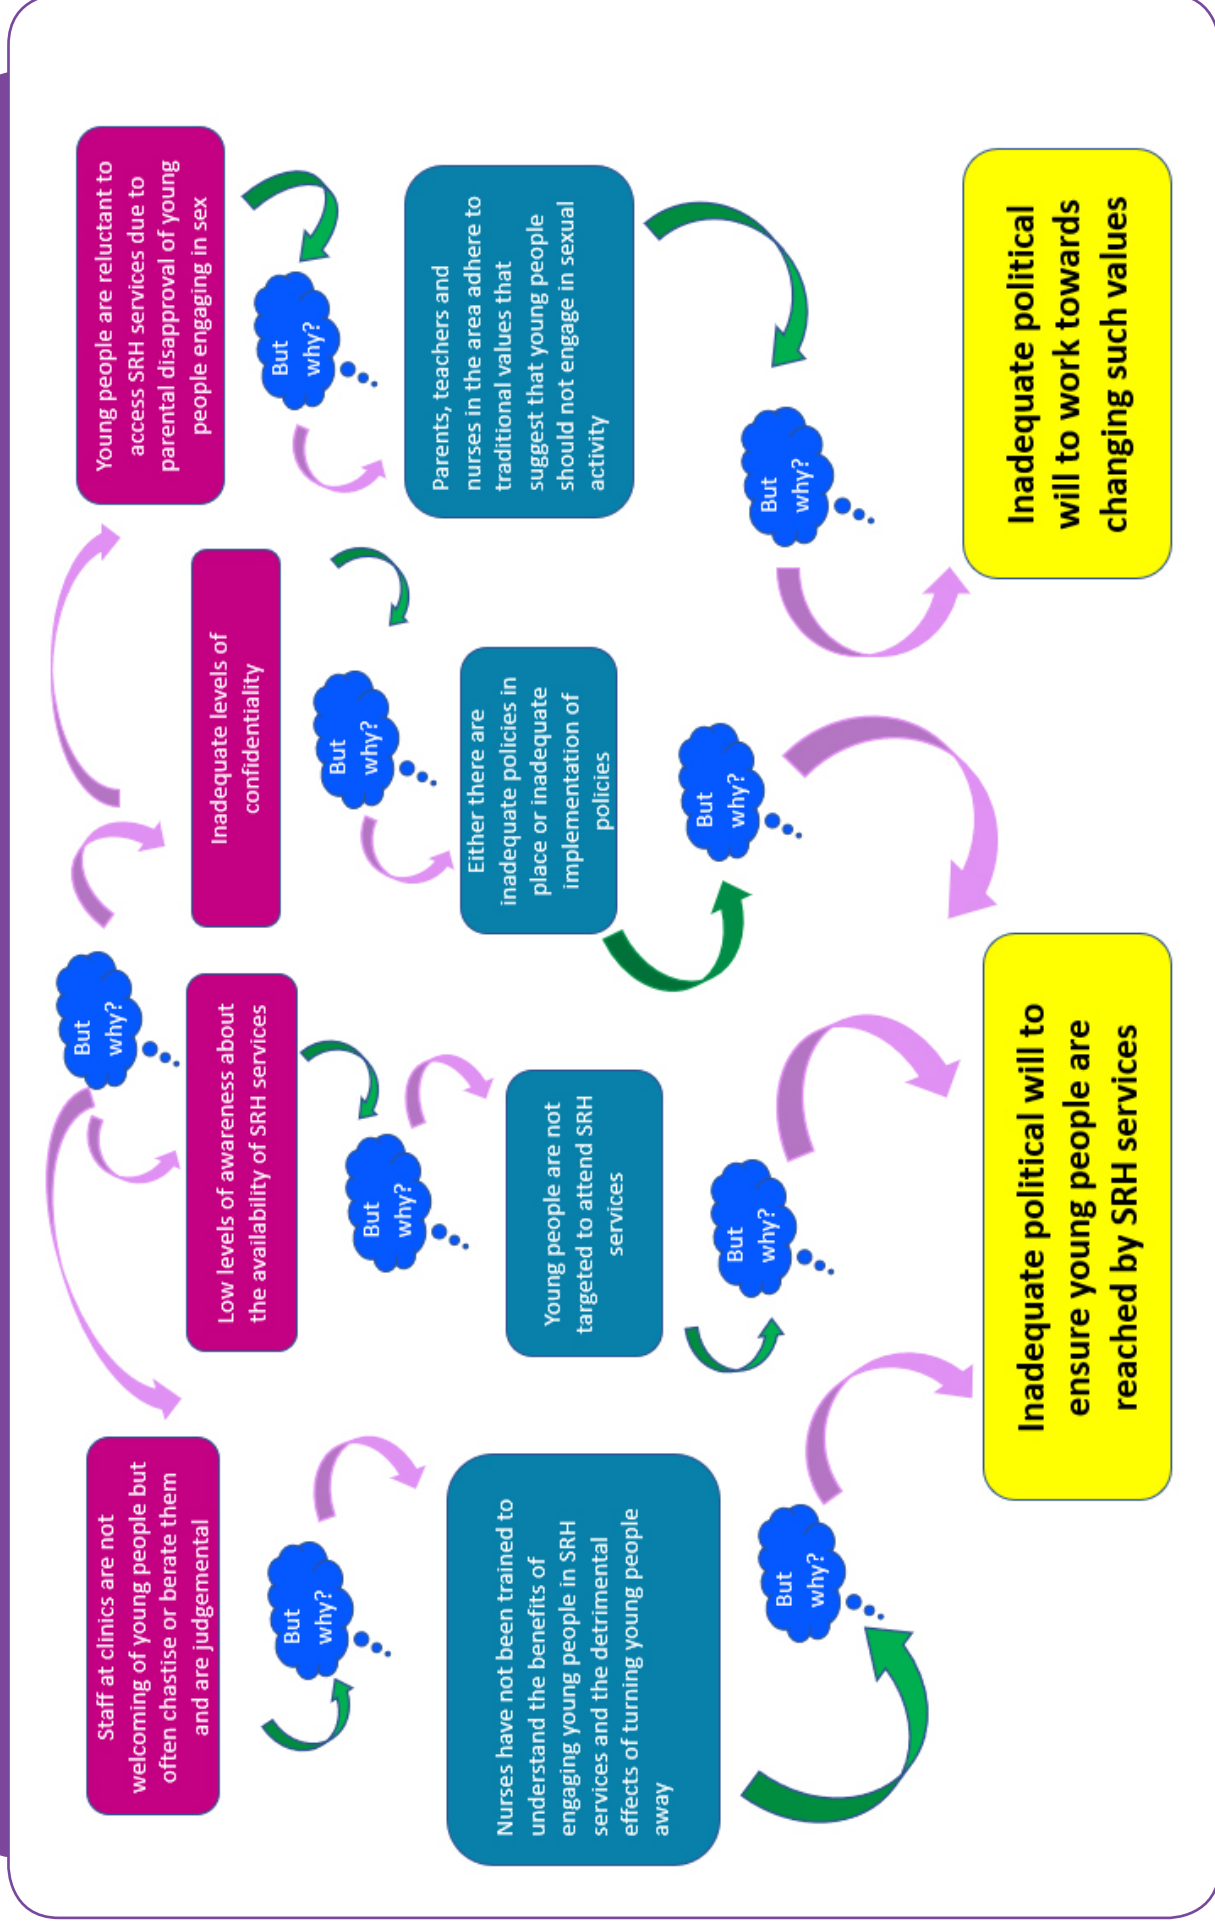 But
why?
Staff at clinics are not
welcoming of young people but
often chastise or berate them
and are judgemental
Low levels of awareness about
the availability of SRH services
Inadequate levels of
confidentiality
Young people are reluctant to
access SRH services due to
parental disapproval of young
people engaging in sex
But
why?
But
why?
But
why?
But
why?
Nurses have not been trained to
understand the benefits of
engaging young people in SRH
services and the detrimental
effects of turning young people
away
Young people are not
targeted to attend SRH
services
Either there are
inadequate policies in
place or inadequate
implementation of
policies
Parents, teachers and
nurses in the area adhere to
traditional values that
suggest that young people
should not engage in sexual
activity
But
why?
But
why?
But
why?
But
why?
Inadequate political will to
ensure young people are
reached by SRH services
Inadequate political
will to work towards
changing such values